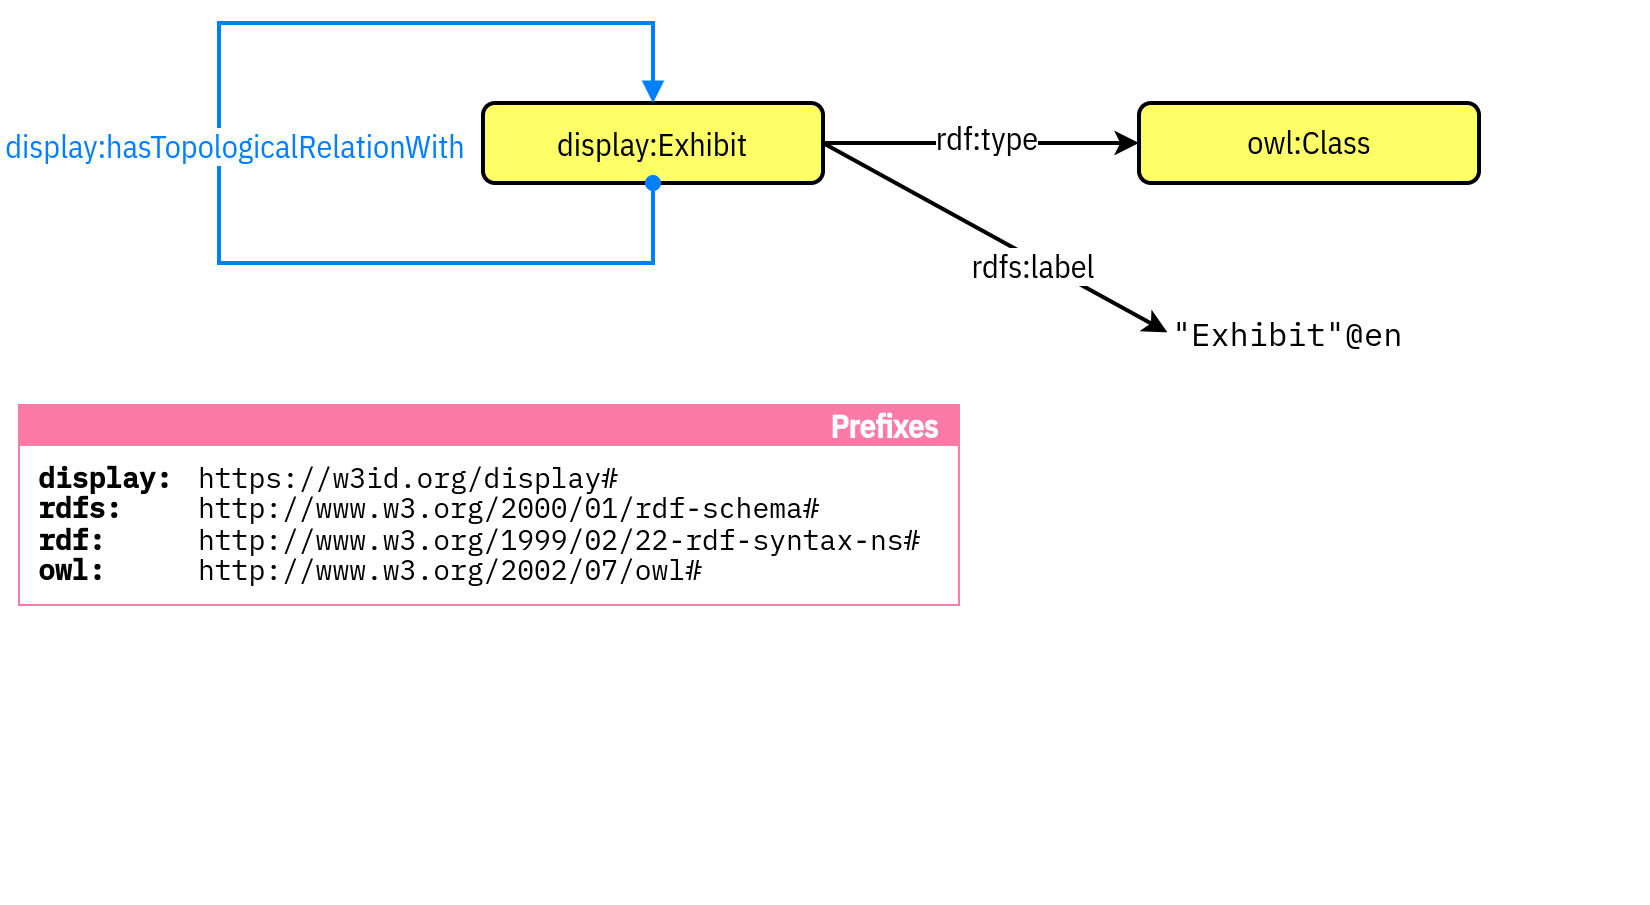 display:hasTopologicalRelationWith
display:Exhibit
rdf:type
owl:Class
rdfs:label
"Exhibit"@en
Prefixes
display: https://w3id.org/display#
rdfs: http://www.w3.org/2000/01/rdf-schema#
rdf: http://www.w3.org/1999/02/22-rdf-syntax-ns#
owl: http://www.w3.org/2002/07/owl#